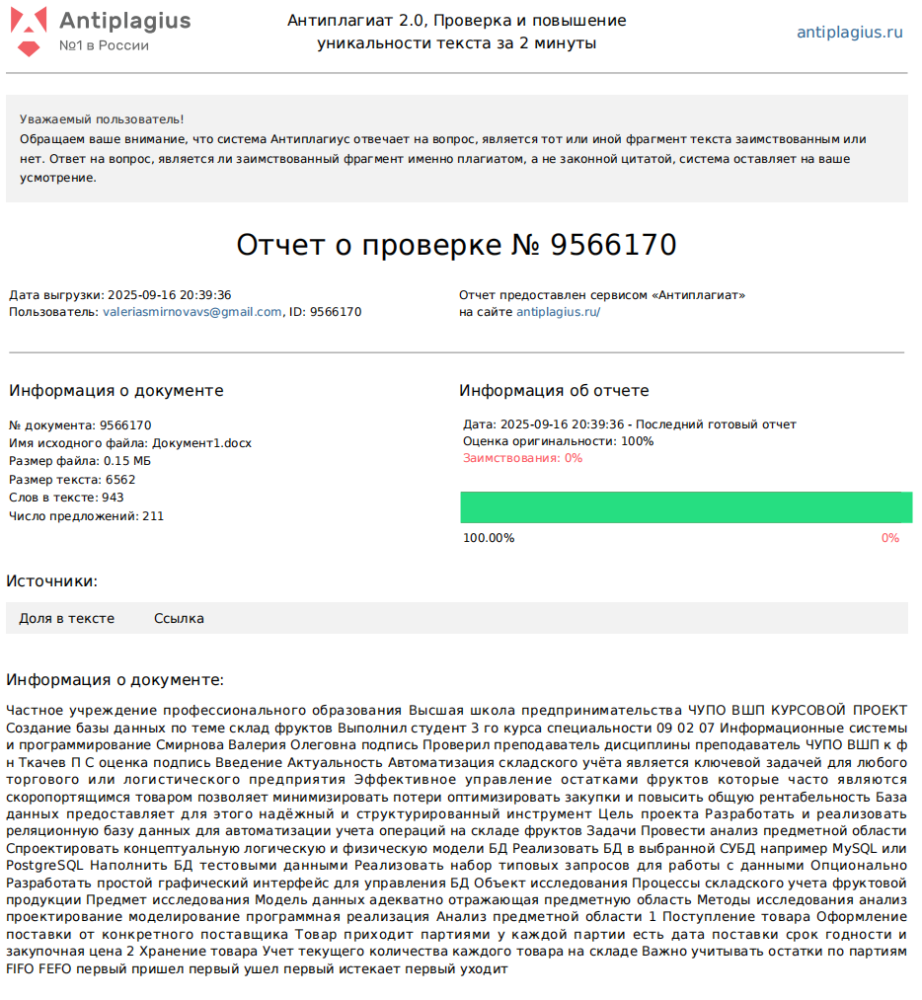 Antiplagius
№1 в России
Антиплагиат 2.0, Проверка и повышение
уникальности текста за 2 минуты
antiplagius.ru
Уважаемый пользователь!
Обращаем ваше внимание, что система Антиплагиус отвечает на вопрос, является тот или иной фрагмент текста заимствованным или
нет. Ответ на вопрос, является ли заимствованный фрагмент именно плагиатом, а не законной цитатой, система оставляет на ваше
усмотрение.
Отчет о проверке № 9566170
Дата выгрузки: 2025-09-16 20:39:36
Пользователь: valeriasmirnovavs@gmail.com, ID: 9566170
Отчет предоставлен сервисом «Антиплагиат»
на сайте antiplagius.ru/
Информация о документе
№ документа: 9566170
Имя исходного файла: Документ1.docx
Размер файла: 0.15 МБ
Размер текста: 6562
Слов в тексте: 943
Число предложений: 211
Информация об отчете
Дата: 2025-09-16 20:39:36 - Последний готовый отчет
Оценка оригинальности: 100%
Заимствования: 0%
100.00%
0%
Источники:
Доля в тексте Ссылка
Информация о документе:
Частное учреждение профессионального образования Высшая школа предпринимательства ЧУПО ВШП КУРСОВОЙ ПРОЕКТ
Создание базы данных по теме склад фруктов Выполнил студент 3 го курса специальности 09 02 07 Информационные системы
и программирование Смирнова Валерия Олеговна подпись Проверил преподаватель дисциплины преподаватель ЧУПО ВШП к ф
н Ткачев П С оценка подпись Введение Актуальность Автоматизация складского учёта является ключевой задачей для любого
торгового или логистического предприятия Эффективное управление остатками фруктов которые часто являются
скоропортящимся товаром позволяет минимизировать потери оптимизировать закупки и повысить общую рентабельность База
данных предоставляет для этого надёжный и структурированный инструмент Цель проекта Разработать и реализовать
реляционную базу данных для автоматизации учета операций на складе фруктов Задачи Провести анализ предметной области
Спроектировать концептуальную логическую и физическую модели БД Реализовать БД в выбранной СУБД например MySQL или
PostgreSQL Наполнить БД тестовыми данными Реализовать набор типовых запросов для работы с данными Опционально
Разработать простой графический интерфейс для управления БД Объект исследования Процессы складского учета фруктовой
продукции Предмет исследования Модель данных адекватно отражающая предметную область Методы исследования анализ
проектирование моделирование программная реализация Анализ предметной области 1 Поступление товара Оформление
поставки от конкретного поставщика Товар приходит партиями у каждой партии есть дата поставки срок годности и
закупочная цена 2 Хранение товара Учет текущего количества каждого товара на складе Важно учитывать остатки по партиям
FIFO FEFO первый пришел первый ушел первый истекает первый уходит